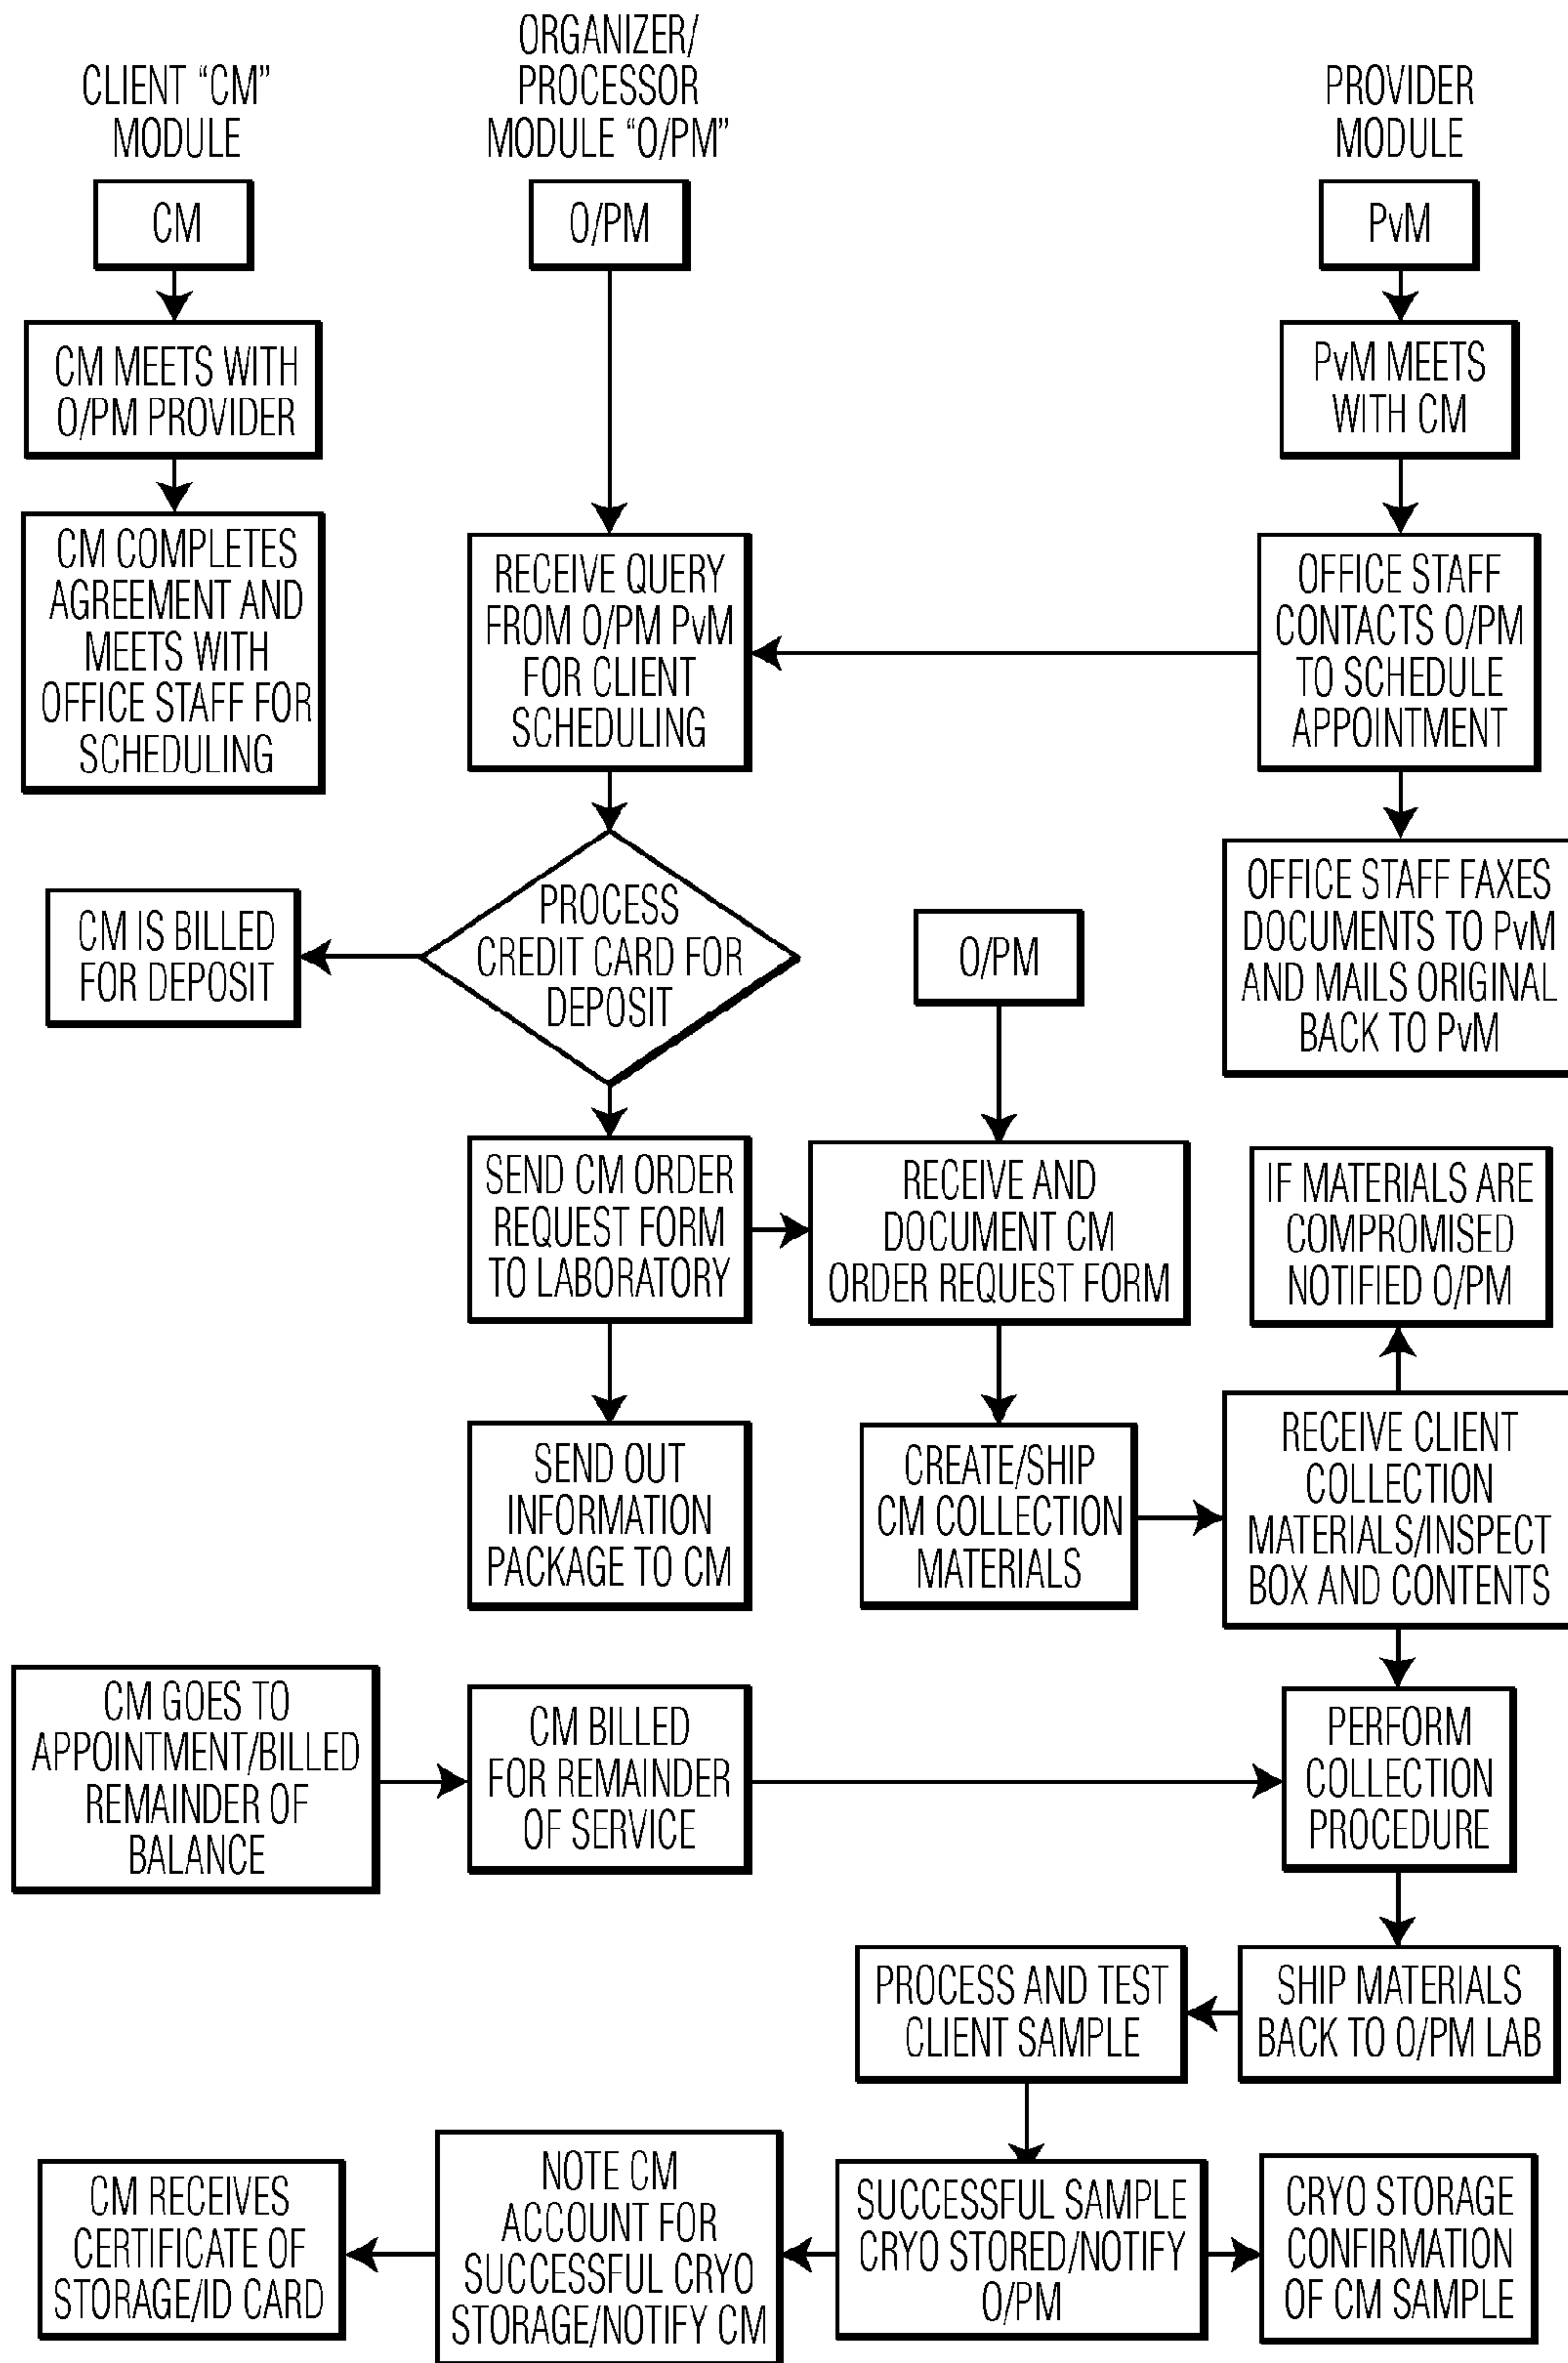 CLIENT “CM”
MODULE
ORGANIZER/
PROCESSOR
MODULE “O/PM”
PROVIDER
MODULE
CM
O/PM
PvM
CM MEETS WITH
O/PM PROVIDER
PvM MEETS
WITH CM
CM COMPLETES
AGREEMENT AND
MEETS WITH
OFFICE STAFF FOR
SCHEDULING
RECEIVE QUERY
FROM O/PM PvM
FOR CLIENT
SCHEDULING
OFFICE STAFF
CONTACTS O/PM
TO SCHEDULE
APPOINTMENT
CM IS BILLED
FOR DEPOSIT
PROCESS
CREDIT CARD FOR
DEPOSIT
O/PM
OFFICE STAFF FAXES
DOCUMENTS TO PvM
AND MAILS ORIGINAL
BACK TO PvM
SEND CM ORDER
REQUEST FORM
TO LABORATORY
RECEIVE AND
DOCUMENT CM
ORDER REQUEST FORM
IF MATERIALS ARE
COMPROMISED
NOTIFIED O/PM
SEND OUT
INFORMATION
PACKAGE TO CM
CREATE/SHIP
CM COLLECTION
MATERIALS
RECEIVE CLIENT
COLLECTION
MATERIALS/INSPECT
BOX AND CONTENTS
CM GOES TO
APPOINTMENT/BILLED
REMAINDER OF
BALANCE
CM BILLED
FOR REMAINDER
OF SERVICE
PERFORM
COLLECTION
PROCEDURE
PROCESS AND TEST
CLIENT SAMPLE
SHIP MATERIALS
BACK TO O/PM LAB
CM RECEIVES
CERTIFICATE OF
STORAGE/ID CARD
NOTE CM
ACCOUNT FOR
SUCCESSFUL CRYO
STORAGE/NOTIFY CM
SUCCESSFUL SAMPLE
CRYO STORED/NOTIFY
O/PM
CRYO STORAGE
CONFIRMATION
OF CM SAMPLE